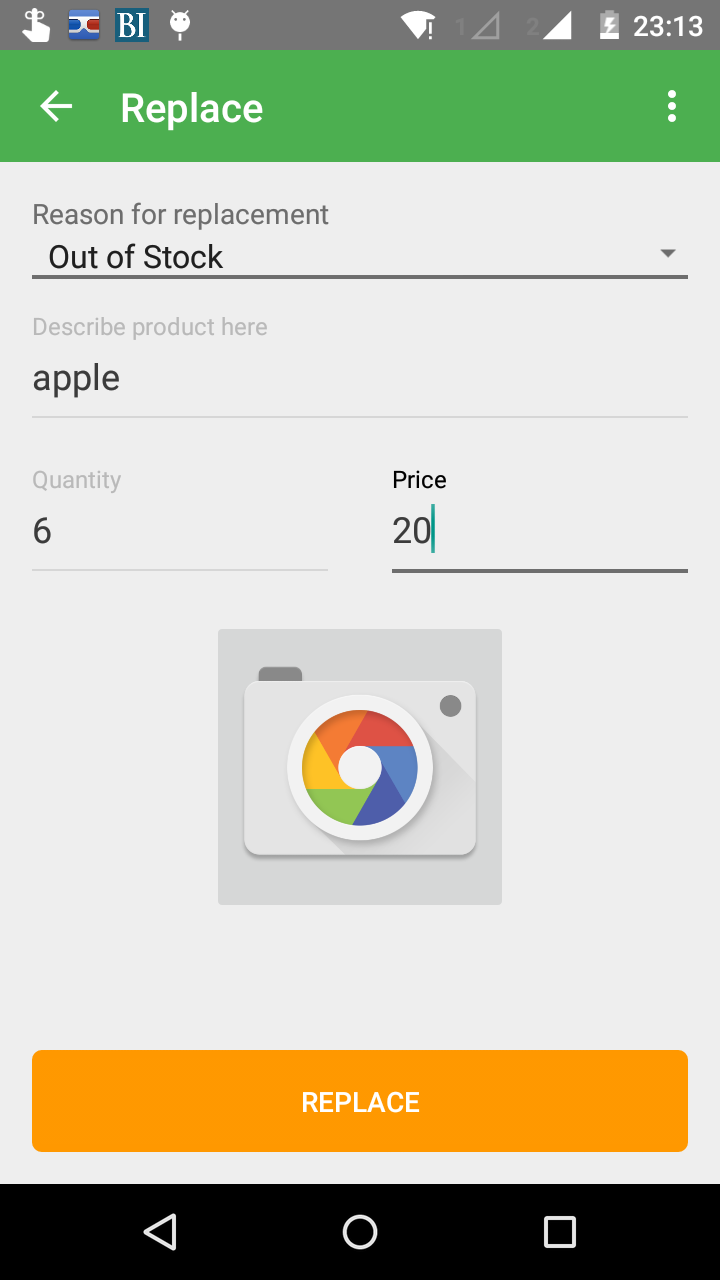 BI
1
2
23:13
Replace
Reason for replacement
Out of Stock
Describe product here
apple
Quantity
Price
6
20
REPLACE